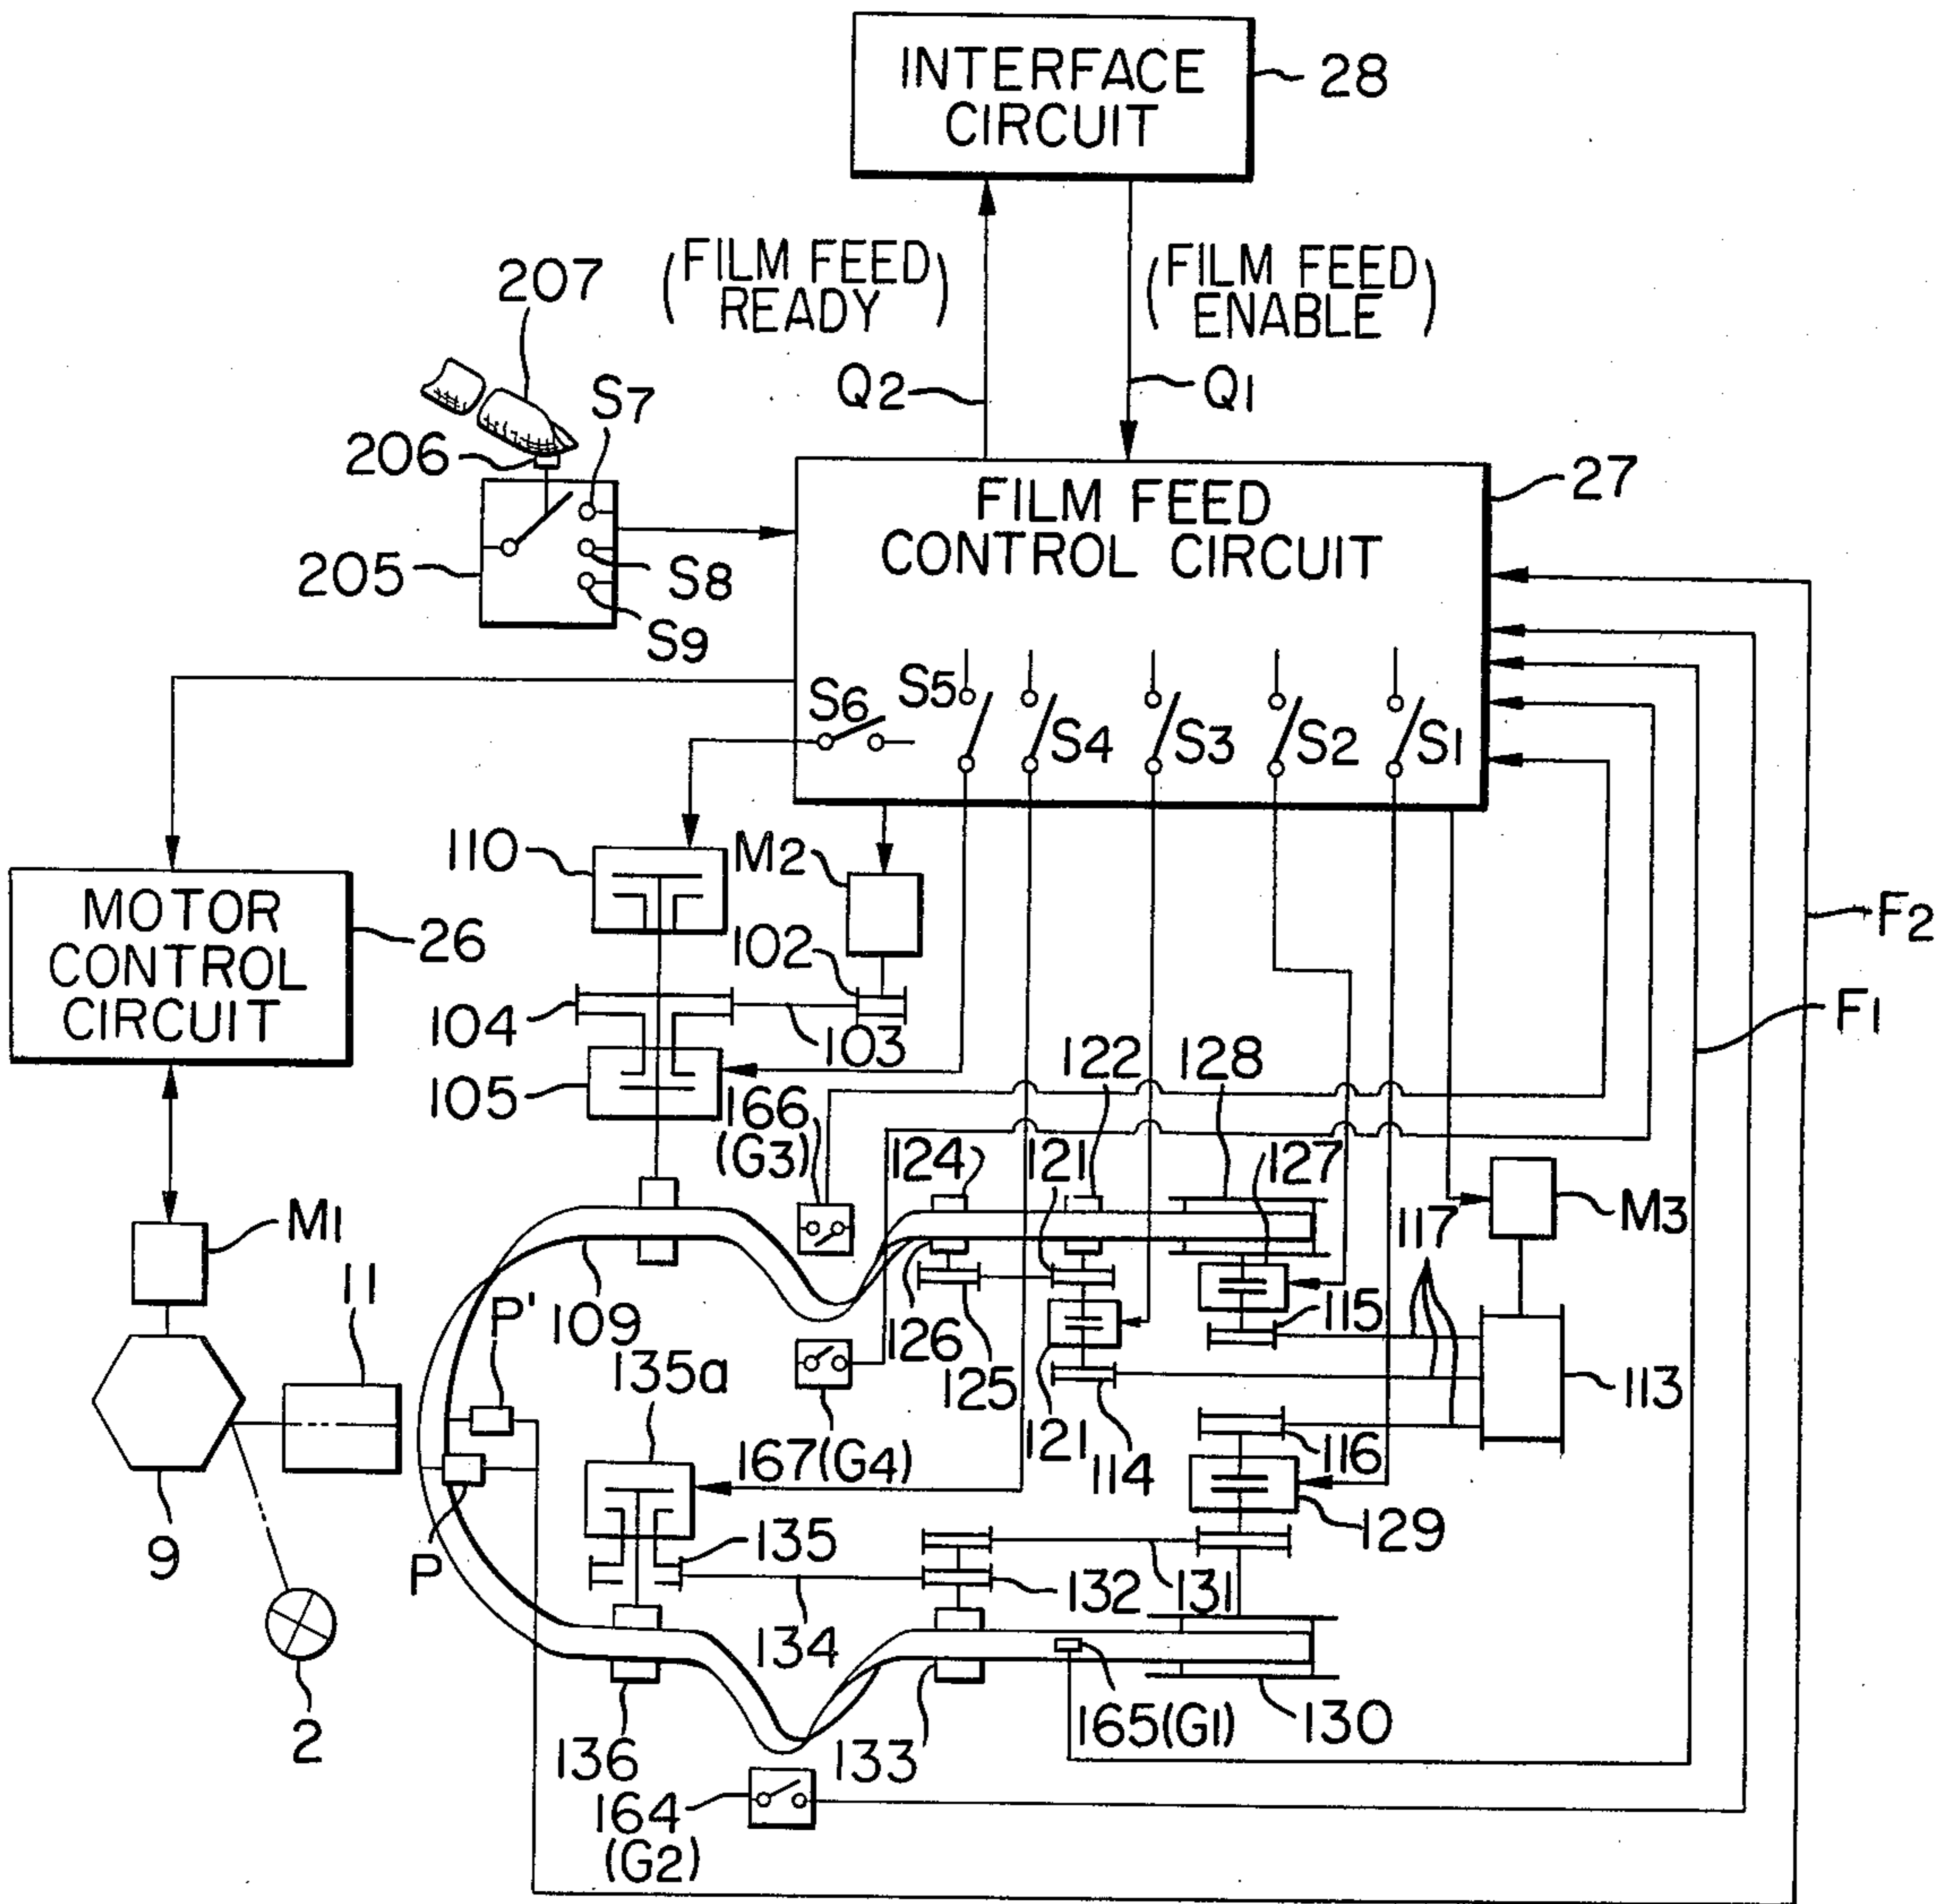 INTERFACE
CIRCUIT
28
(FILM FEED
READY)
(FILM FEED
ENABLE)
Q2
Q1
207
S7
206
205
S8
S9
FILM FEED
CONTROL CIRCUIT
27
S6
S5
S4
S3
S2
S1
110
M2
MOTOR
CONTROL
CIRCUIT
26
102
F2
104
103
F1
105
122
128
166
(G3)
124
121
127
M1
117
M3
11
P'
109
126
125
115
135a
113
121
114
116
167(G4)
129
9
P
135
132
131
134
2
136
133
165(G1)
130
164
(G2)